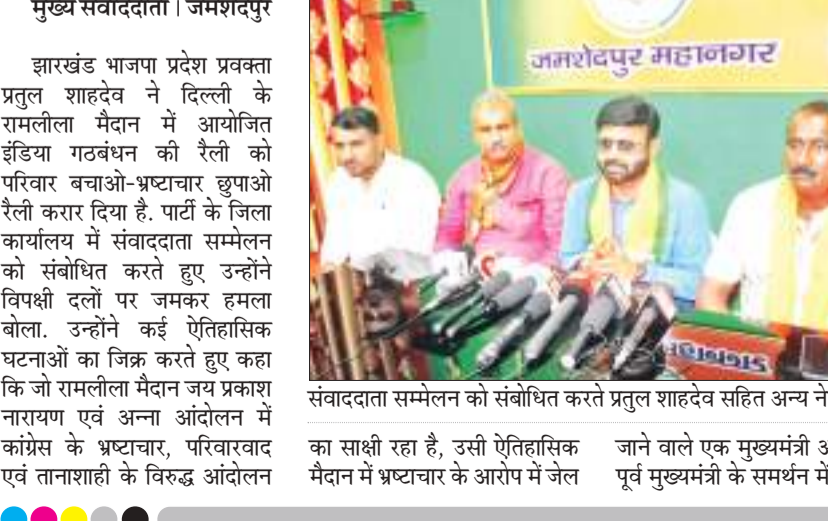 मुख्य संवाददाता | जमशेदपुर
झारखंड भाजपा प्रदेश प्रवक्ता
प्रतुल शाहदेव ने दिल्ली के
रामलीला मैदान में आयोजित
इंडिया गठबंधन की रैली को
परिवार बचाओ-भ्रष्टाचार छुपाओ
रैली करार दिया है. पार्टी के जिला
कार्यालय में संवाददाता सम्मेलन
को संबोधित करते हुए उन्होंने
विपक्षी दलों पर जमकर हमला
बोला. उन्होंने कई ऐतिहासिक
घटनाओं का जिक्र करते हुए कहा
कि जो रामलीला मैदान जय प्रकाश
नारायण एवं अन्ना आंदोलन में
कांग्रेस के भ्रष्टाचार, परिवारवाद
एवं तानाशाही के विरुद्ध आंदोलन
जमशेदपुर महानगर
संवाददाता सम्मेलन को संबोधित करते प्रतुल शाहदेव सहित अन्य ने
का साक्षी रहा है, उसी ऐतिहासिक
मैदान में भ्रष्टाचार के आरोप में जेल
जाने वाले एक मुख्यमंत्री अ
पूर्व मुख्यमंत्री के समर्थन में